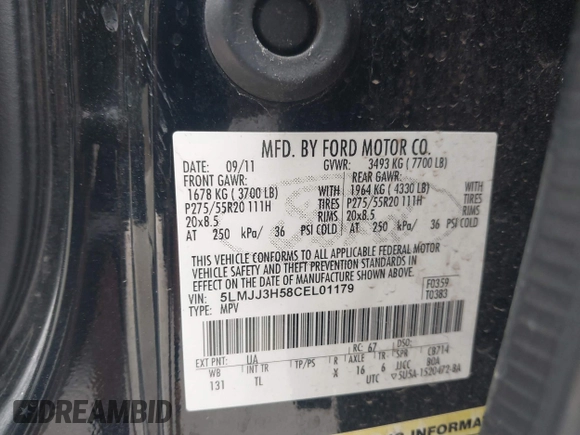 MFD. BY FORD MOTOR CO.
DATE: 09/11 GVWR: 3493 KG ( 7700 LB)
FRONT GAWR: REAR GAWR:
1678 KG ( 3700 LB) WITH 1964 KG ( 4330 LB) WITH
P275/55R20 111H TIRES P275/55R20 111H TIRES
20x8.5 RIMS 20x8.5 RIMS
AT 250 kPa/ 36 PSI COLD AT 250 kPa/ 36 PSI COLD
THIS VEHICLE CONFORMS TO ALL APPLICABLE FEDERAL MOTOR
VEHICLE SAFETY AND THEFT PREVENTION STANDARDS IN
EFFECT ON THE DATE OF MANUFACTURE SHOWN ABOVE.
VIN: 5LMJJ3H58CEL01179 F0359
TYPE: MPV T0383
EXT PNT: UA RC: 67 DSO:
WB INT TR TP/PS R AXLE TR SPR CB714
131 TL X 16 6 JJCC BOA
UTC 5U5A-1520472-BA
INFORMA
DREAMBID